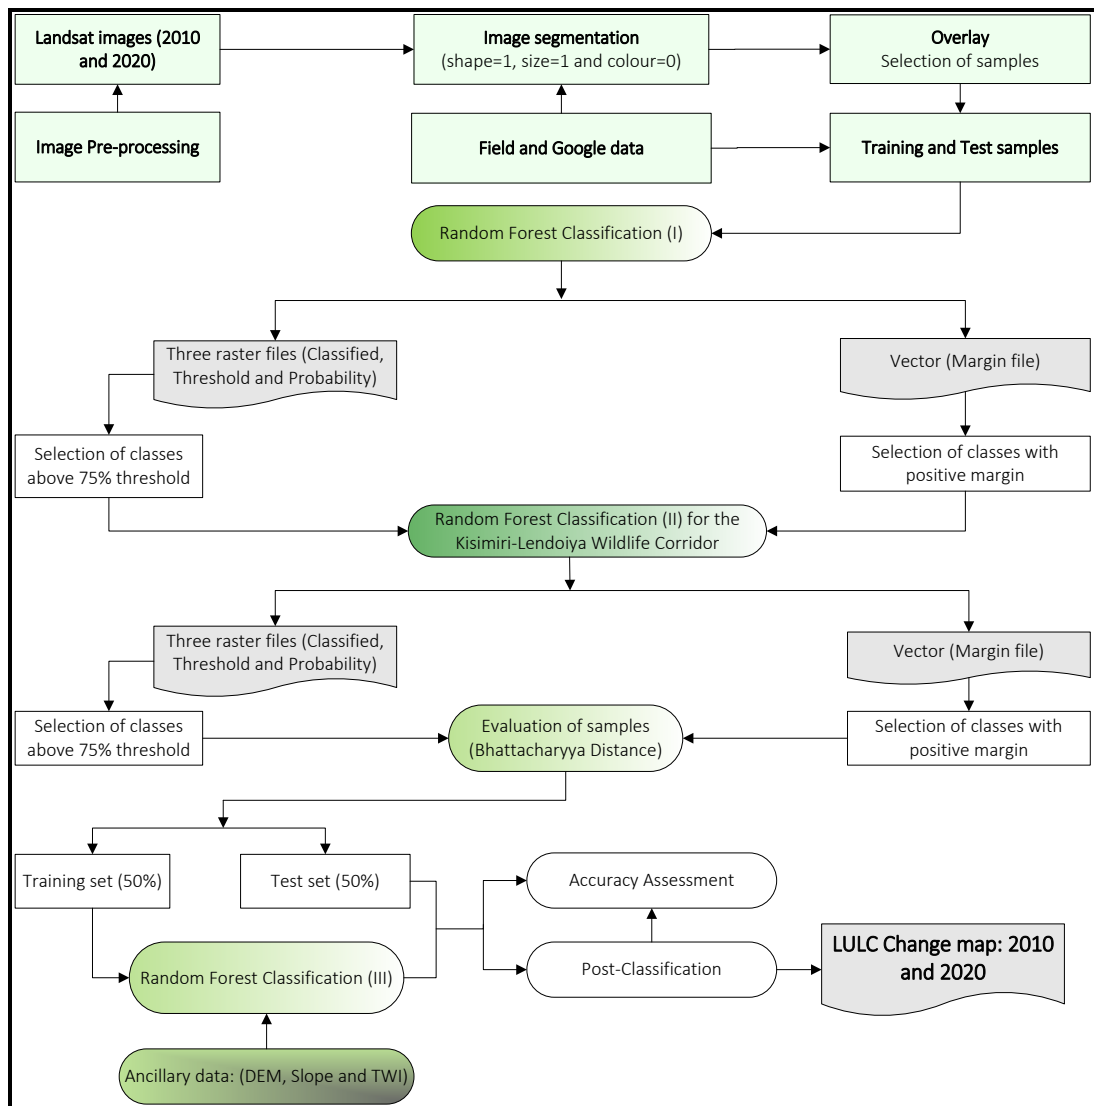 Landsat images (2010
and 2020)
Image segmentation
(shape=1, size=1 and colour=0)
Overlay
Selection of samples
Image Pre-processing
Field and Google data
Training and Test samples
Random Forest Classification (I)
Three raster files (Classified,
Threshold and Probability)
Vector (Margin file)
Selection of classes
above 75% threshold
Selection of classes with
positive margin
Random Forest Classification (II) for the
Kisimiri-Lendoiya Wildlife Corridor
Three raster files (Classified,
Threshold and Probability)
Vector (Margin file)
Selection of classes
above 75% threshold
Evaluation of samples
(Bhattacharyya Distance)
Selection of classes with
positive margin
Training set (50%)
Test set (50%)
Accuracy Assessment
Random Forest Classification (III)
Post-Classification
LULC Change map: 2010
and 2020
Ancillary data: (DEM, Slope and TWI)